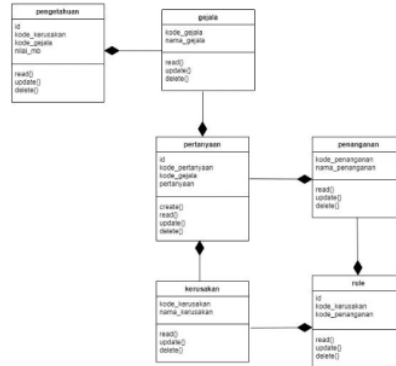 pengetahuan
id
kode_kerusakan
kode_gejala
nilai_mb
read()
update()
delete()
gejala
kode_gejala
nama_gejala
read()
update()
delete()
pertanyaan
id
kode_pertanyaan
kode_gejala
pertanyaan
create()
read()
update()
delete()
penanganan
kode_penanganan
nama_penanganan
read()
update()
delete()
kerusakan
kode_kerusakan
nama_kerusakan
read()
update()
delete()
rule
id
kode_kerusakan
kode_penanganan
read()
update()
delete()